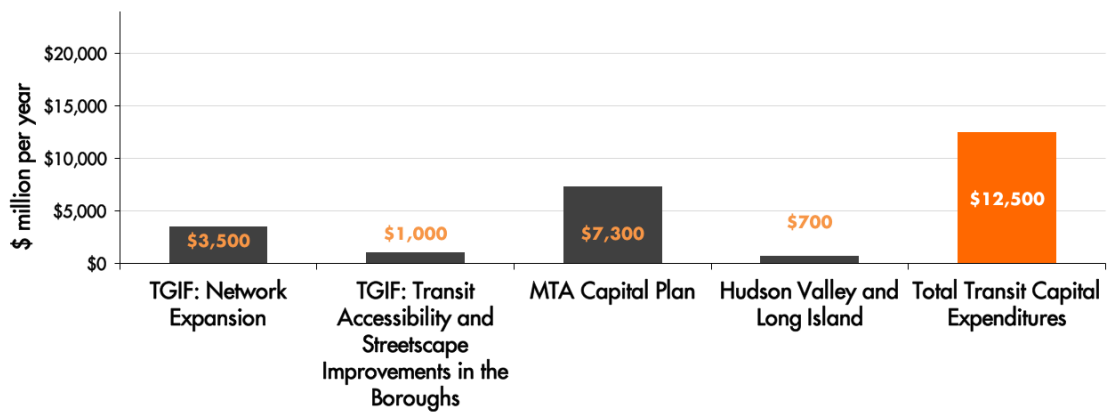 $ million per year
$20,000
$15,000
$10,000
$5,000
$0
$3,500
$1,000
$7,300
$700
$12,500
TGIF: Network
Expansion
TGIF: Transit
Accessibility and
Streetscape
Improvements in the
Boroughs
MTA Capital Plan
Hudson Valley and
Long Island
Total Transit Capital
Expenditures